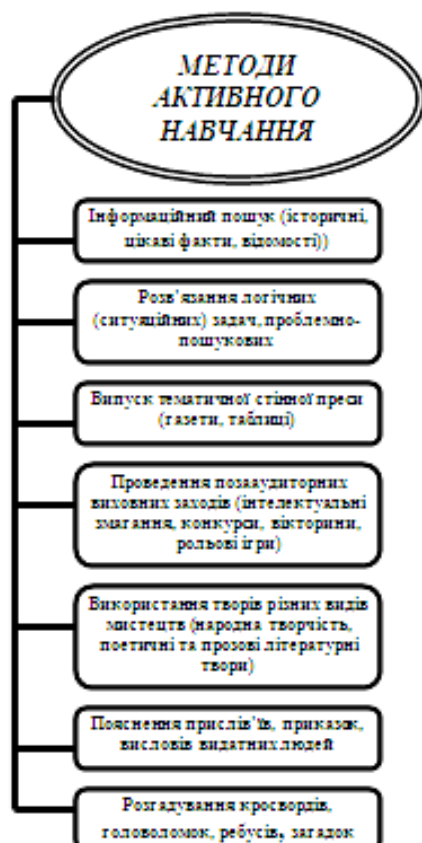 МЕТОДИ
АКТИВНОГО
НАВЧАННЯ
Інформаційний пошук (історичні,
цікаві факти, відомості))
Розв'язання логічних
(ситуаційних) задач, проблемно-
пошукових
Випуск тематичної стінної преси
(газети, таблиці)
Проведення позааудиторних
виховних заходів (інтелектуальні
змагання, конкурси, вікторини,
рольові ігри)
Використання творів різних видів
мистецтв (народна творчість,
поетичні та прозові літературні
твори)
Пояснення прислів'їв, приказок,
висловів видатних людей
Розгадування кросвордів,
головоломок, ребусів, загадок